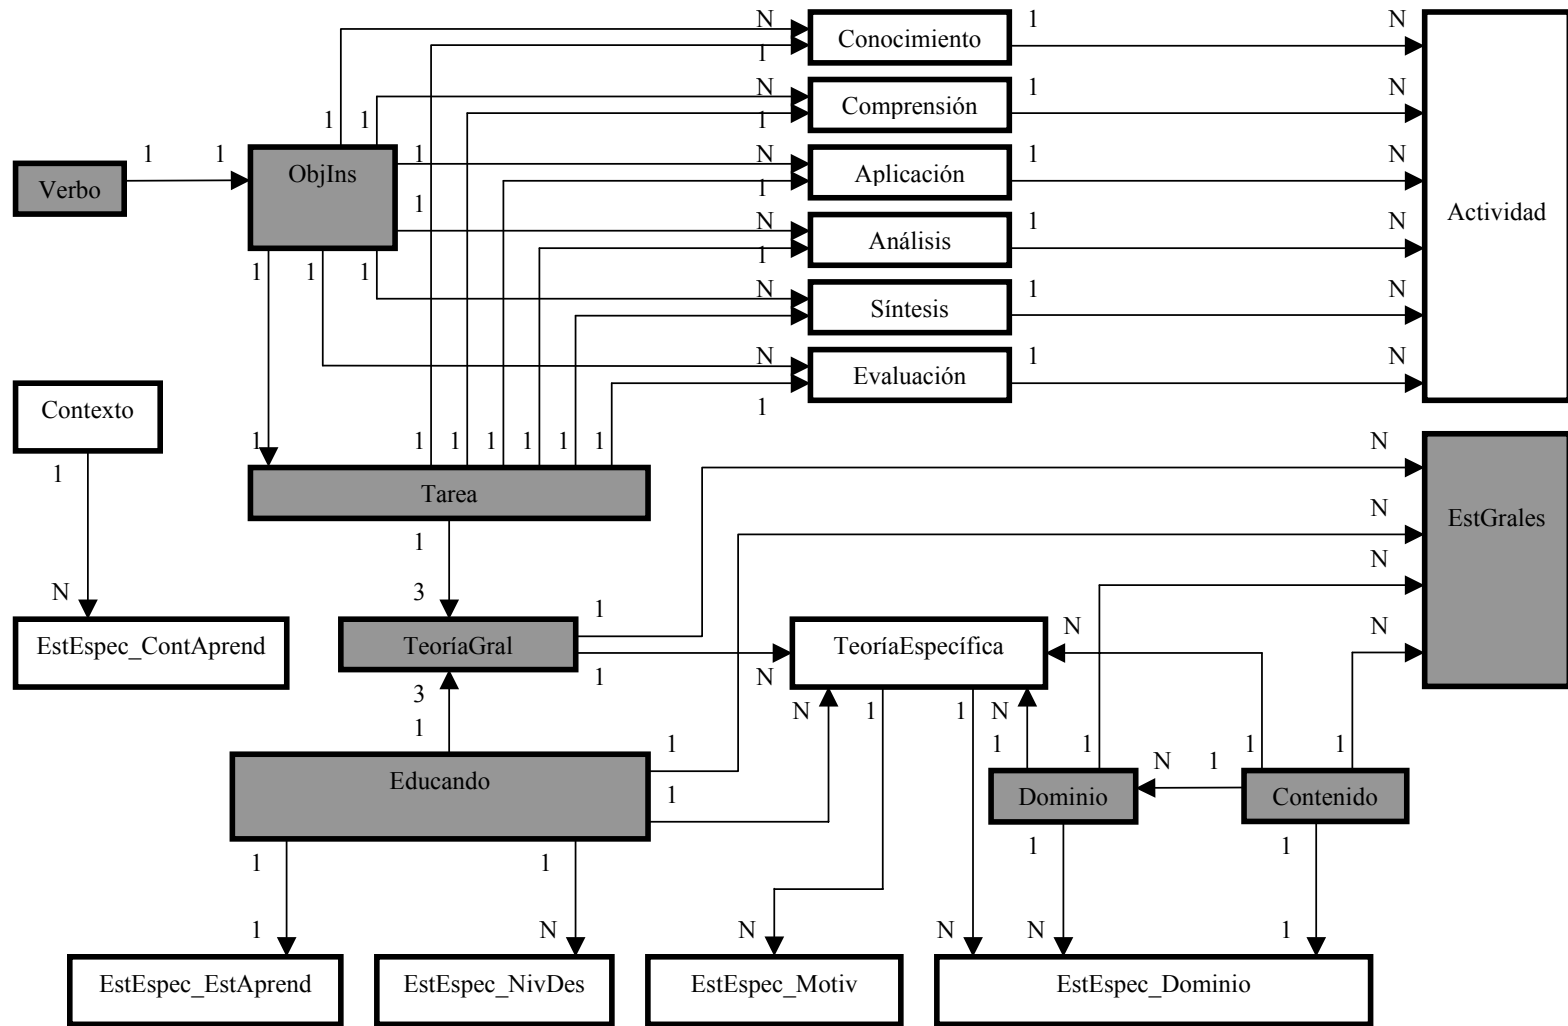 N
1
N
Conocimiento
1
1
N
Comprensión
1
N
1
1
1
1
1
Verbo
ObjIns
1
N
Aplicación
1
N
1
1
Actividad
N
Análisis
1
N
1
1
1
1
N
Síntesis
1
N
N
Evaluación
1
N
Contexto
1
1
1
1
1
1
1
1
1
N
1
Tarea
N
EstGrales
1
N
N
3
1
N
EstEspec_ContAprend
TeoríaGral
TeoríaEspecífica
N
1
N
3
1
N
1
1
N
1
1
1
1
1
N
1
Educando
1
Dominio
Contenido
1
1
1
1
1
N
N
N
N
1
EstEspec_EstAprend
EstEspec_NivDes
EstEspec_Motiv
EstEspec_Dominio